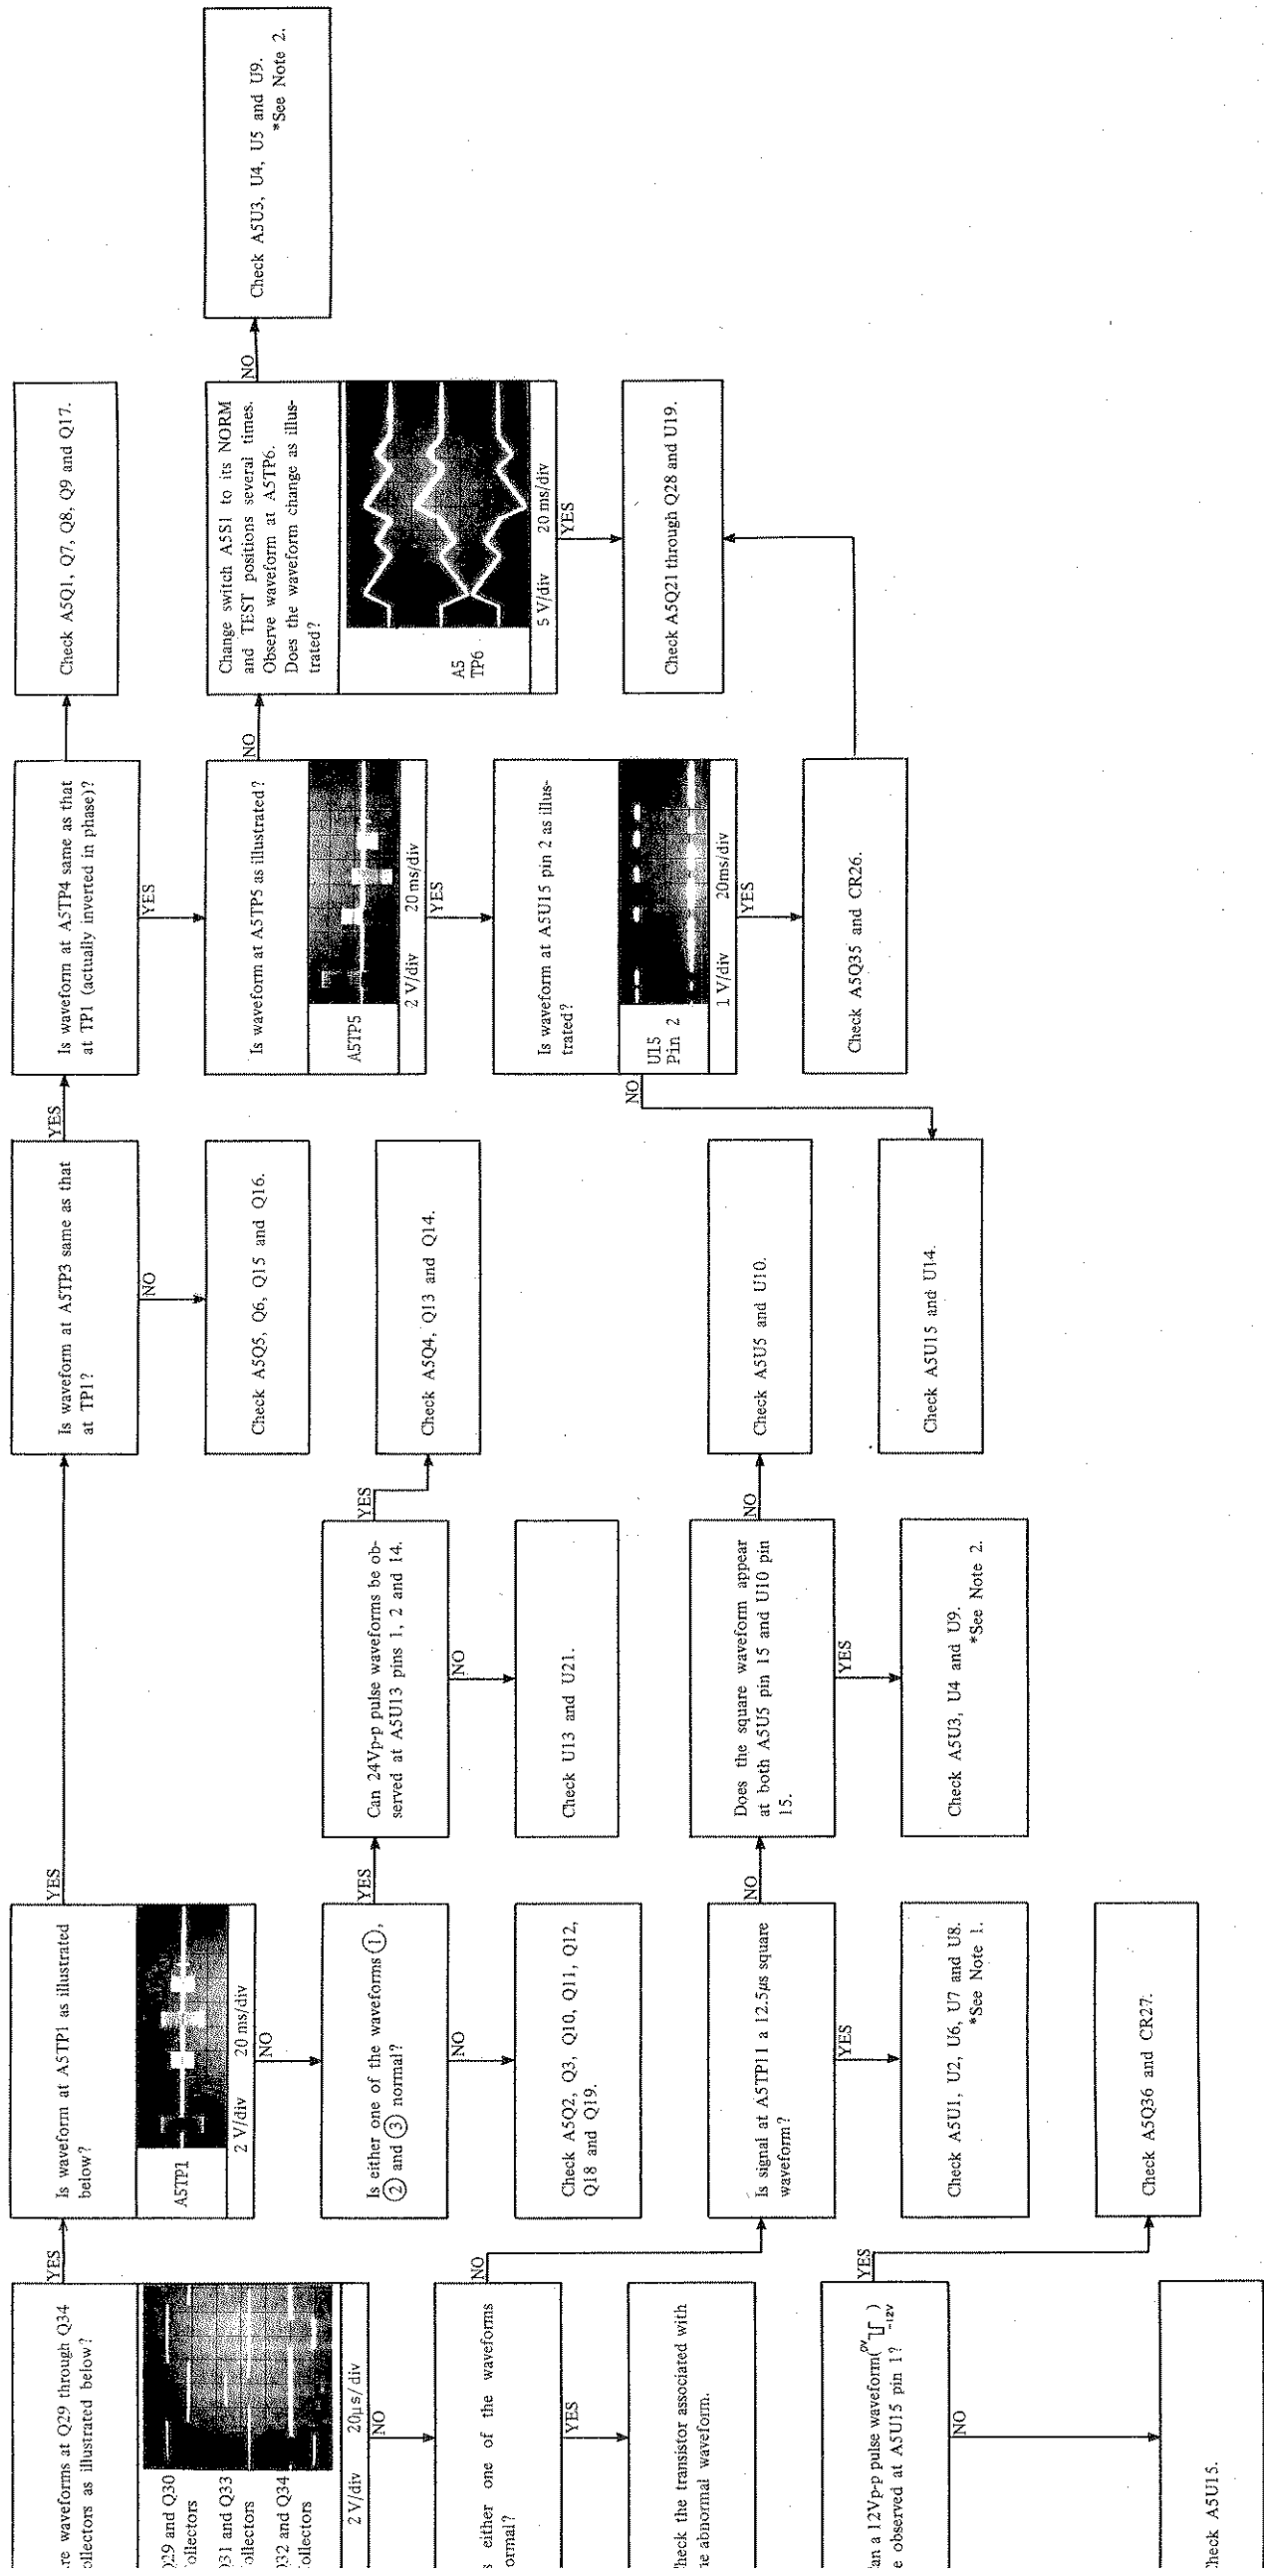 re waveforms at Q29 through Q34
ollectors as illustrated below?
Q29 and Q30
ollectors
Q31 and Q33
ollectors
Q32 and Q34
ollectors
2 V/div 20μs/div
YES
NO
s either one of the waveforms
ormal?
NO
YES
heck the transistor associated with
he abnormal waveform.
an a 12Vp-p pulse waveform( 0V -12V )
e observed at A5U15 pin 1?
YES
NO
heck A5U15.
Is waveform at A5TP1 as illustrated
below?
A5TP1
2 V/div 20 ms/div
YES
NO
Is either one of the waveforms ①,
② and ③ normal?
YES
NO
Check A5Q2, Q3, Q10, Q11, Q12,
Q18 and Q19.
Is signal at A5TP11 a 12.5μs square
waveform?
NO
YES
Check A5U1, U2, U6, U7 and U8.
*See Note 1.
Check A5Q36 and CR27.
Can 24Vp-p pulse waveforms be ob-
served at A5U13 pins 1, 2 and 14.
YES
NO
Check U13 and U21.
Does the square waveform appear
at both A5U5 pin 15 and U10 pin
15.
NO
YES
Check A5U3, U4 and U9.
*See Note 2.
Is waveform at A5TP3 same as that
at TP1?
YES
NO
Check A5Q5, Q6, Q15 and Q16.
Check A5Q4, Q13 and Q14.
Check A5U5 and U10.
Check A5U15 and U14.
Is waveform at A5TP4 same as that
at TP1 (actually inverted in phase)?
YES
Is waveform at A5TP5 as illustrated?
A5TP5
2 V/div 20 ms/div
NO
YES
Is waveform at A5U15 pin 2 as illus-
trated?
U15
Pin 2
1 V/div 20ms/div
NO
YES
Check A5Q35 and CR26.
Check A5Q1, Q7, Q8, Q9 and Q17.
Change switch A5S1 to its NORM
and TEST positions several times.
Observe waveform at A5TP6.
Does the waveform change as illus-
trated?
A5
TP6
5 V/div 20 ms/div
NO
YES
Check A5Q21 through Q28 and U19.
Check A5U3, U4, U5 and U9.
*See Note 2.